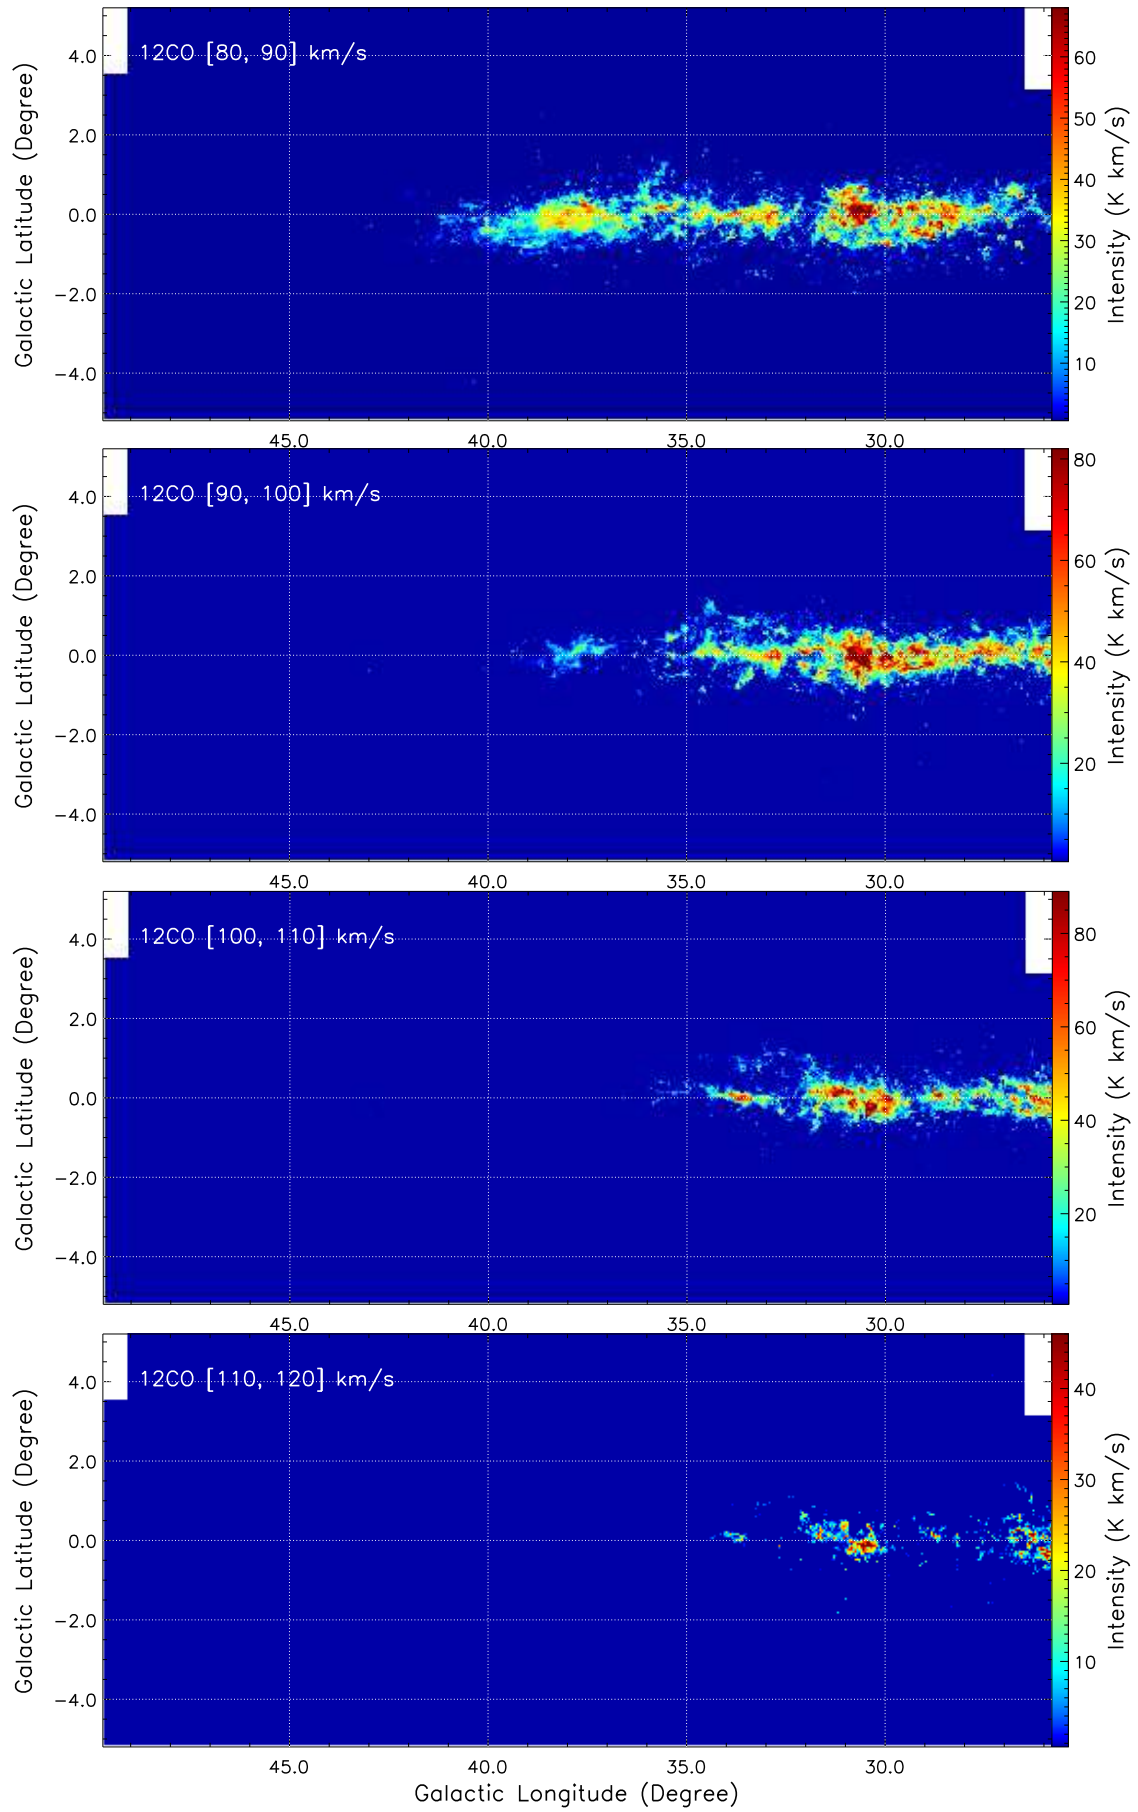 12CO [80, 90] km/s
Galactic Latitude (Degree)
4.0
2.0
0.0
−2.0
−4.0
45.0 40.0 35.0 30.0
60
50
40
30
20
10
Intensity (K km/s)
12CO [90, 100] km/s
Galactic Latitude (Degree)
4.0
2.0
0.0
−2.0
−4.0
45.0 40.0 35.0 30.0
80
60
40
20
Intensity (K km/s)
12CO [100, 110] km/s
Galactic Latitude (Degree)
4.0
2.0
0.0
−2.0
−4.0
45.0 40.0 35.0 30.0
80
60
40
20
Intensity (K km/s)
12CO [110, 120] km/s
Galactic Latitude (Degree)
4.0
2.0
0.0
−2.0
−4.0
45.0 40.0 35.0 30.0
40
30
20
10
Intensity (K km/s)
Galactic Longitude (Degree)